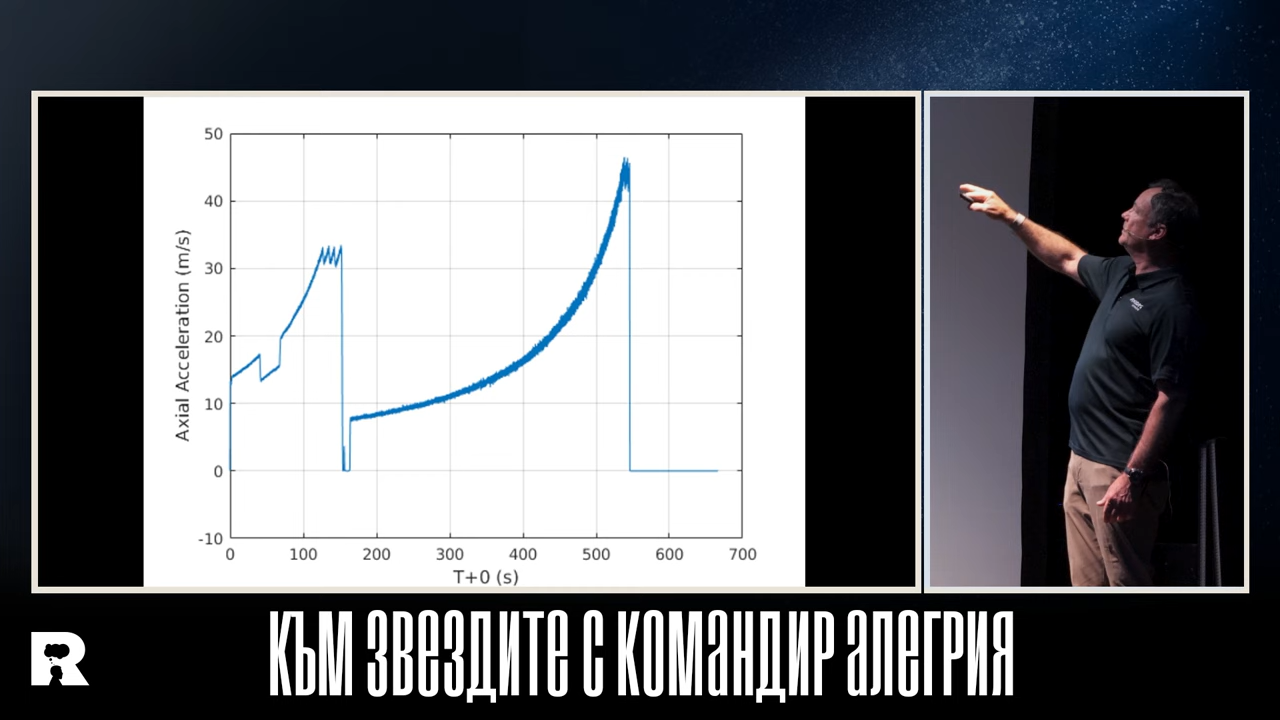 50
40
30
20
10
0
-10
Axial Acceleration (m/s)
0 100 200 300 400 500 600 700
T+0 (s)
R
КЪМ ЗВЕЗДИТЕ С КОМАНДИР АЛЕГРИЯ